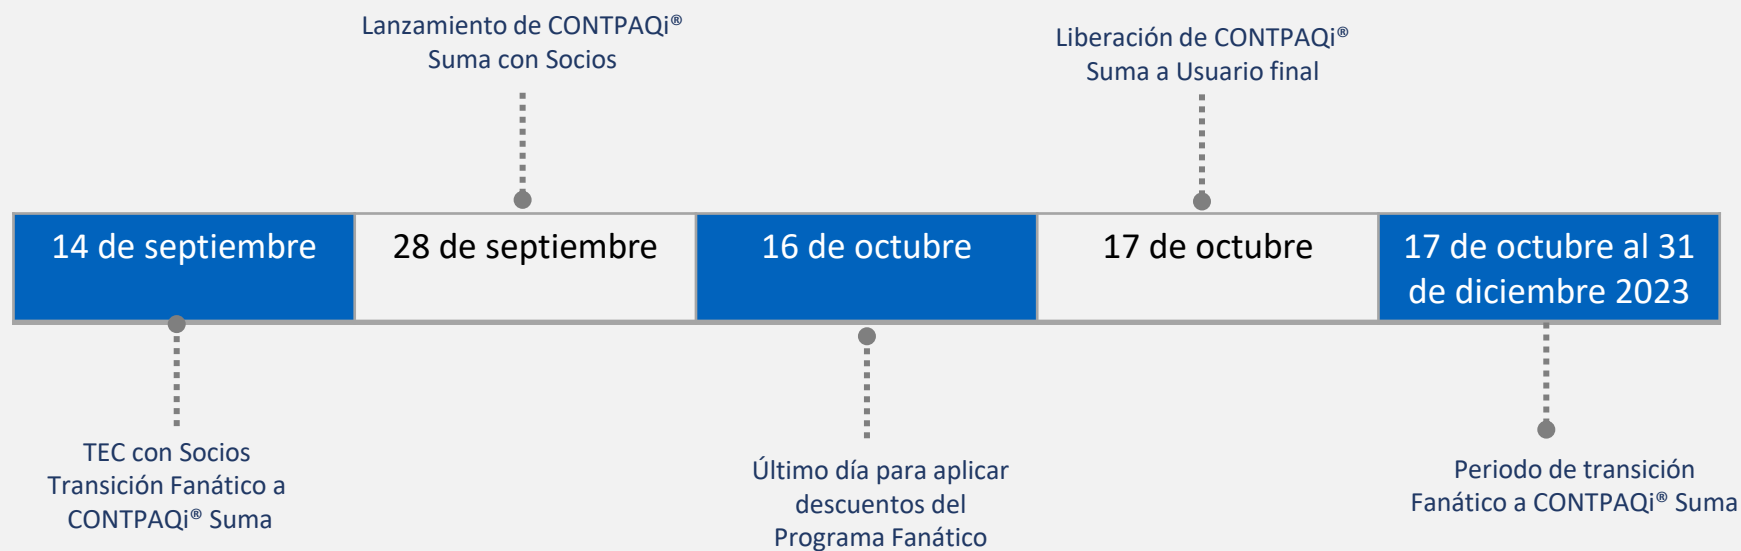 Lanzamiento de CONTPAQi®
Suma con Socios
Liberación de CONTPAQi®
Suma a Usuario final
14 de septiembre
28 de septiembre
16 de octubre
17 de octubre
17 de octubre al 31
de diciembre 2023
TEC con Socios
Transición Fanático a
CONTPAQi® Suma
Último día para aplicar
descuentos del
Programa Fanático
Periodo de transición
Fanático a CONTPAQi® Suma